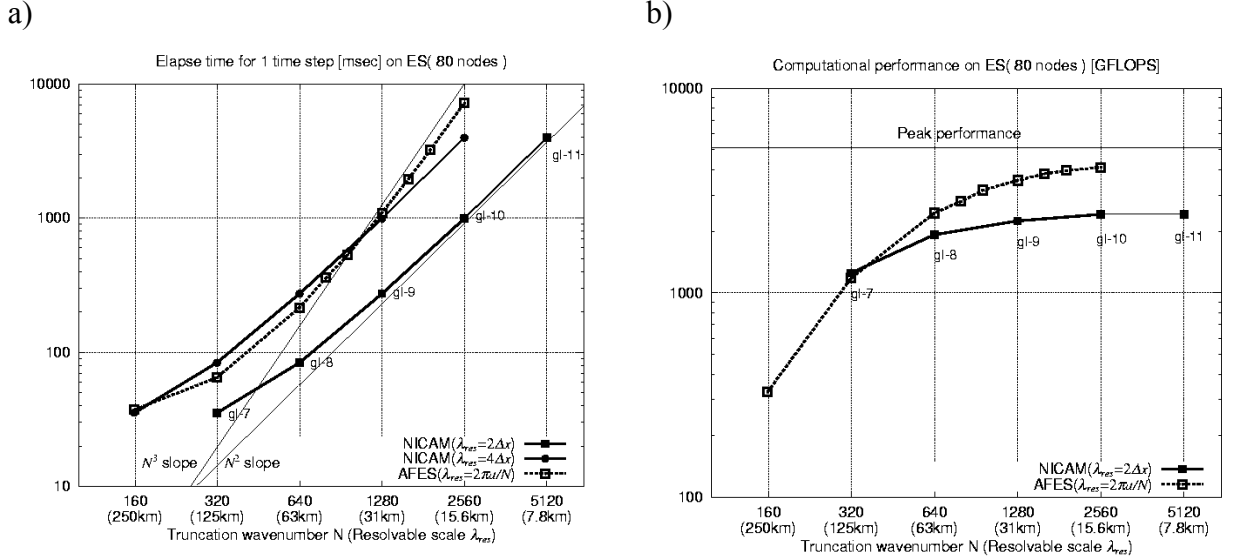 a)
Elapse time for 1 time step [msec] on ES( 80 nodes )
10000
1000
100
10
gl-11
gl-10
gl-9
gl-8
gl-7
N³ slope
N² slope
NICAM(λres=2Δx)
NICAM(λres=4Δx)
AFES(λres=2πa/N)
160 320 640 1280 2560 5120
(250km) (125km) (63km) (31km) (15.6km) (7.8km)
Truncation wavenumber N (Resolvable scale λres)
b)
Computational performance on ES( 80 nodes ) [GFLOPS]
10000
Peak performance
1000
100
gl-7
gl-8
gl-9
gl-10
gl-11
NICAM(λres=2Δx)
AFES(λres=2πa/N)
160 320 640 1280 2560 5120
(250km) (125km) (63km) (31km) (15.6km) (7.8km)
Truncation wavenumber N (Resolvable scale λres)